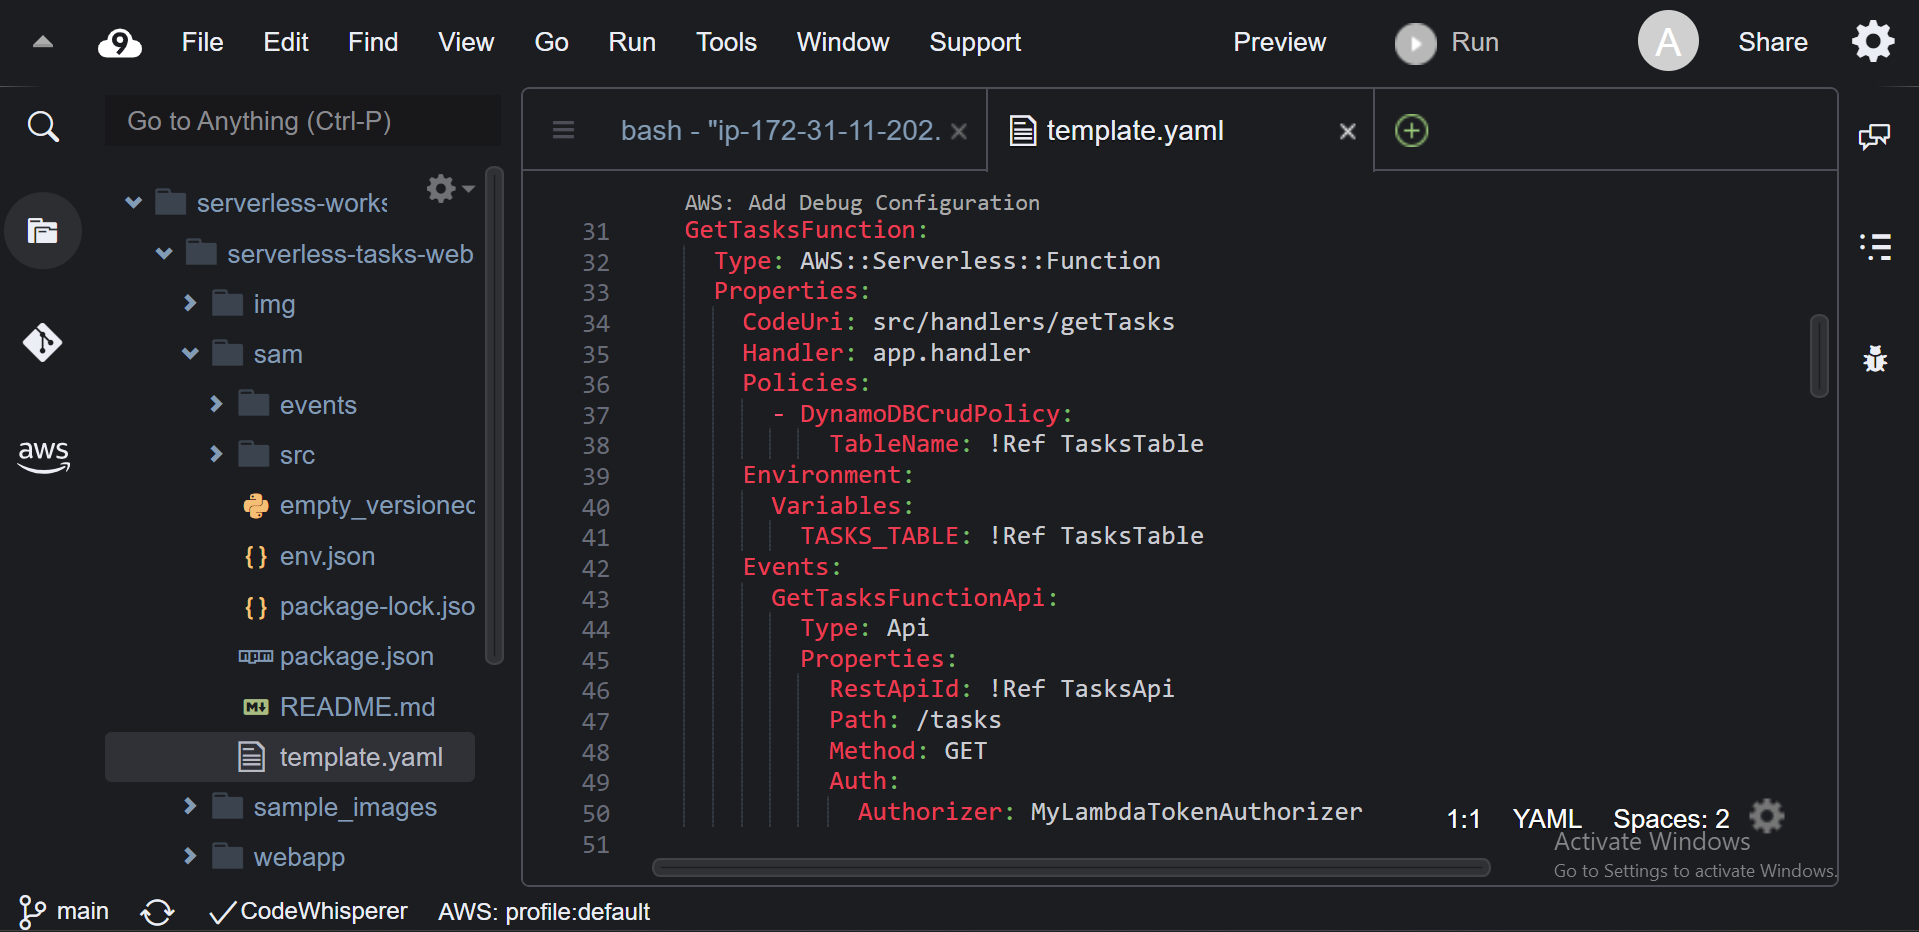 9 File Edit Find View Go Run Tools Window Support Preview Run A Share
Go to Anything (Ctrl-P)
serverless-works
serverless-tasks-web
img
sam
events
src
empty_versioned
env.json
package-lock.jso
package.json
README.md
template.yaml
sample_images
webapp
aws
bash - "ip-172-31-11-202. template.yaml
AWS: Add Debug Configuration
31 GetTasksFunction:
32 Type: AWS::Serverless::Function
33 Properties:
34 CodeUri: src/handlers/getTasks
35 Handler: app.handler
36 Policies:
37 - DynamoDBCrudPolicy:
38 TableName: !Ref TasksTable
39 Environment:
40 Variables:
41 TASKS_TABLE: !Ref TasksTable
42 Events:
43 GetTasksFunctionApi:
44 Type: Api
45 Properties:
46 RestApiId: !Ref TasksApi
47 Path: /tasks
48 Method: GET
49 Auth:
50 Authorizer: MyLambdaTokenAuthorizer
51
1:1 YAML Spaces: 2
Activate Windows
Go to Settings to activate Windows.
main CodeWhisperer AWS: profile:default